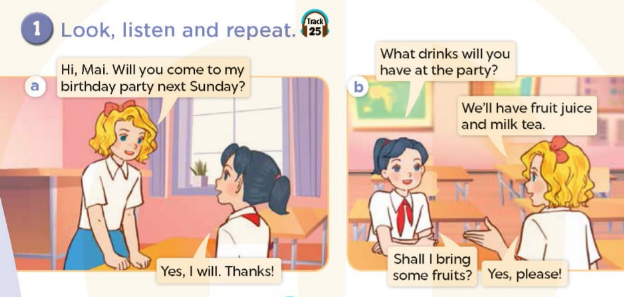 1 Look, listen and repeat.
Track
25
a
Hi, Mai. Will you come to my
birthday party next Sunday?
Yes, I will. Thanks!
b
What drinks will you
have at the party?
We'll have fruit juice
and milk tea.
Shall I bring
some fruits?
Yes, please!